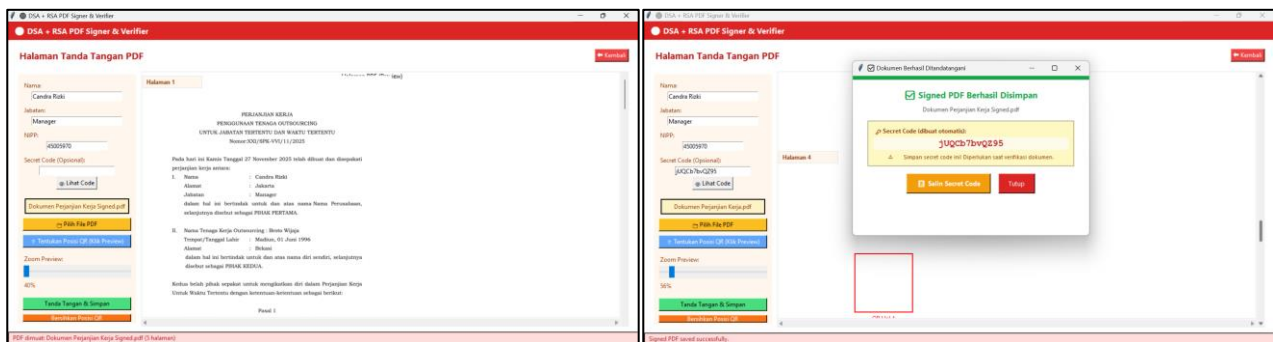 DSA + RSA PDF Signer & Verifier
DSA + RSA PDF Signer & Verifier
Halaman Tanda Tangan PDF
Kembali
Nama:
Candra Rizki
Jabatan:
Manager
NIPP:
45005970
Secret Code (Opsional):
Lihat Code
Dokumen Perjanjian Kerja Signed.pdf
Pilih File PDF
Tentukan Posisi QR (Klik Preview)
Zoom Preview:
40%
Tanda Tangan & Simpan
Bersihkan Posisi QR
Halaman 1
PERJANJIAN KERJA
PENGGUNAAN TENAGA OUTSOURCING
UNTUK JABATAN TERTENTU DAN WAKTU TERTENTU
Pada hari ini Kamis Tanggal 27 November 2025 telah dibuat dan disepakati
perjanjian kerja antara:
I. Nama : Candra Rizki
Alamat : Jakarta
Jabatan : Manager
dalam hal ini bertindak untuk dan atas nama Nama Perusahaan,
selanjutnya disebut sebagai PIHAK PERTAMA.
II. Nama Tenaga Kerja Outsourcing : Bromo Wijaya
Tempat/Tanggal Lahir : Madiun, 01 Juni 1996
Alamat : Bekasi
dalam hal ini bertindak untuk dan atas nama diri sendiri, selanjutnya
disebut sebagai PIHAK KEDUA.
Kedua belah pihak sepakat untuk mengikatkan diri dalam Perjanjian Kerja
Untuk Waktu Tertentu dengan ketentuan-ketentuan sebagai berikut:
Pasal 1
PDF dimuat: Dokumen Perjanjian Kerja Signed.pdf (5 halaman)
DSA + RSA PDF Signer & Verifier
DSA + RSA PDF Signer & Verifier
Halaman Tanda Tangan PDF
Kembali
Nama:
Candra Rizki
Jabatan:
Manager
NIPP:
45005970
Secret Code (Opsional):
jUQCb7bvQZ95
Lihat Code
Dokumen Perjanjian Kerja.pdf
Pilih File PDF
Tentukan Posisi QR (Klik Preview)
Zoom Preview:
36%
Tanda Tangan & Simpan
Bersihkan Posisi QR
Halaman 4
Dokumen Berhasil Ditandatangani
Signed PDF Berhasil Disimpan
Dokumen Perjanjian Kerja Signed.pdf
Secret Code (dibuat otomatis):
jUQCb7bvQZ95
Simpan secret code ini! Diperlukan saat verifikasi dokumen.
Salin Secret Code
Tutup
Signed PDF saved successfully.